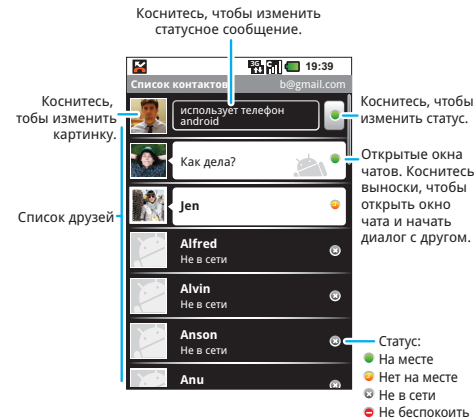 Коснитесь, чтобы изменить
статусное сообщение.
3G
19:39
Список контактов
b@gmail.com
Коснитесь,
тобы изменить
картинку.
использует телефон
android
Коснитесь, чтобы
изменить статус.
Как дела?
Открытые окна
чатов. Коснитесь
выноски, чтобы
открыть окно
чата и начать
диалог с другом.
Список друзей
Jen
Alfred
Не в сети
Alvin
Не в сети
Anson
Не в сети
Anu
Статус:
На месте
Нет на месте
Не в сети
Не беспокоить